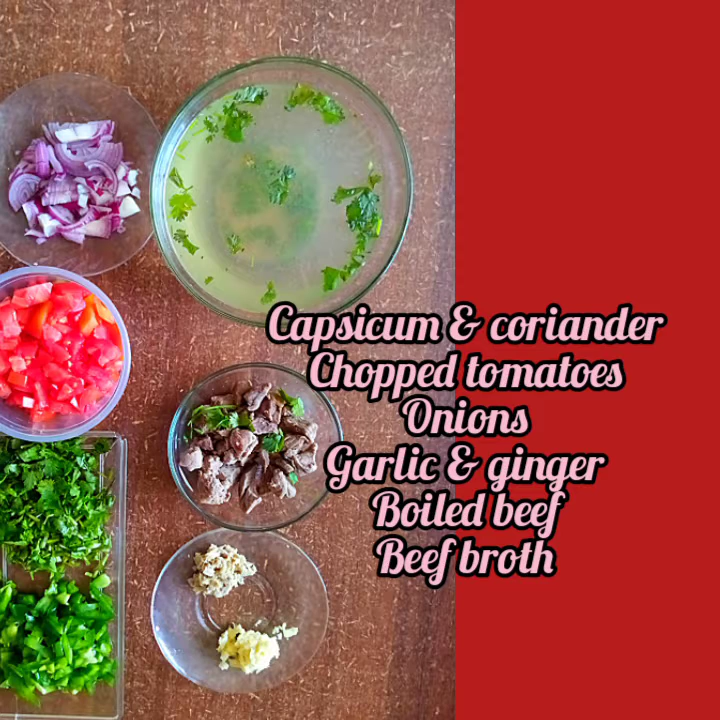 Capsicum & coriander
Chopped tomatoes
Onions
Garlic & ginger
Boiled beef
Beef broth